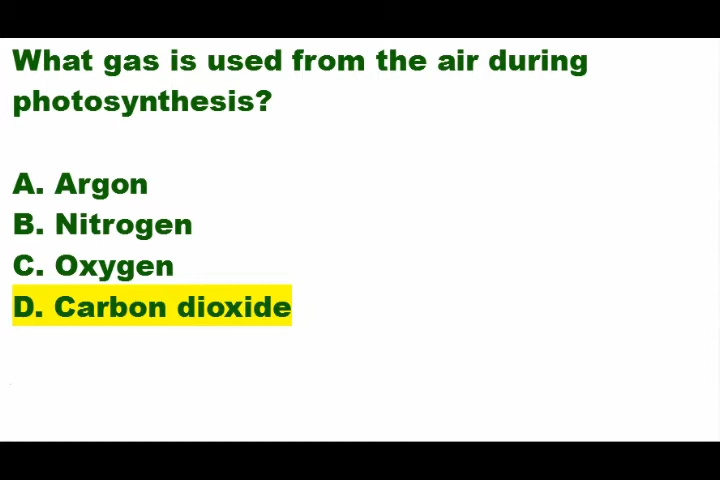 What gas is used from the air during
photosynthesis?
A. Argon
B. Nitrogen
C. Oxygen
D. Carbon dioxide